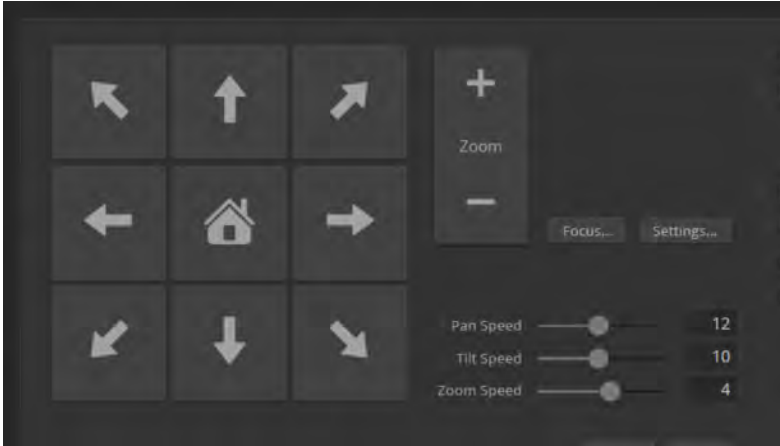 +
Zoom
−
Focus...
Settings...
Pan Speed 12
Tilt Speed 10
Zoom Speed 4